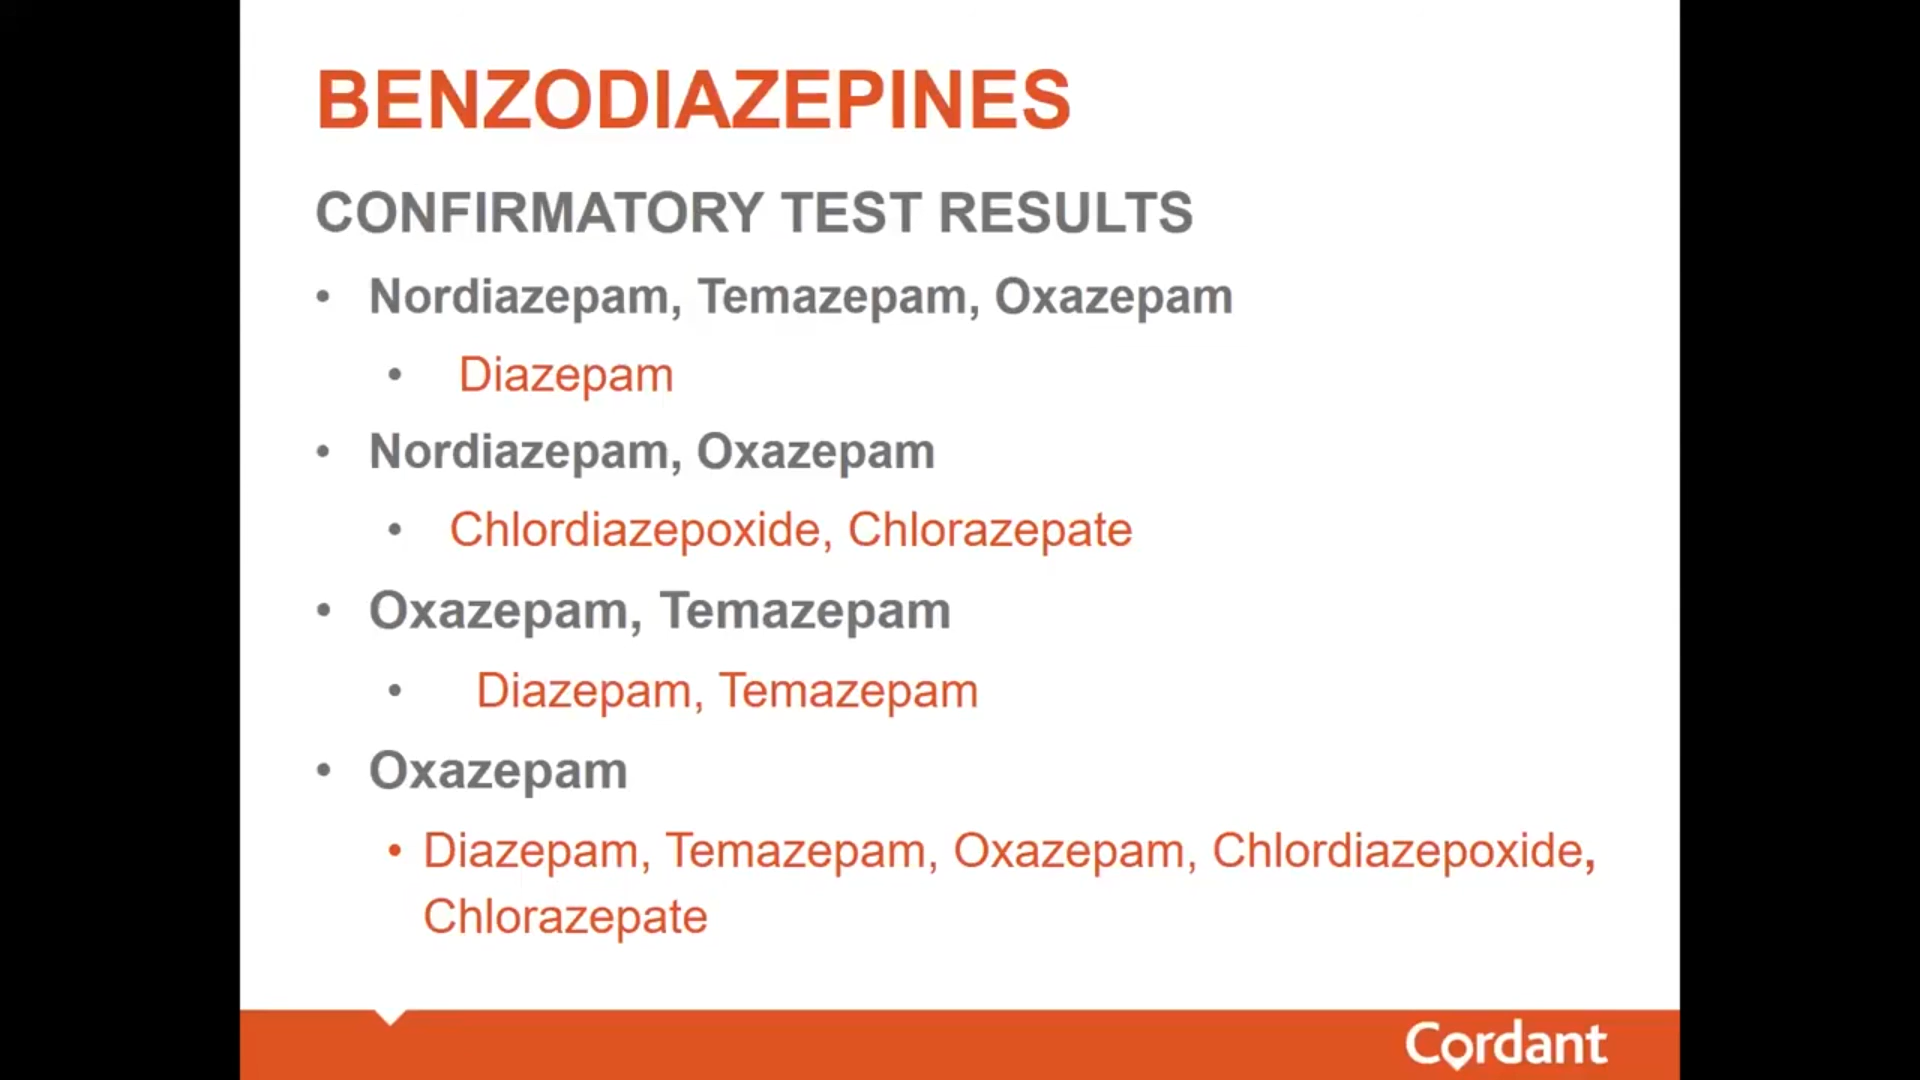 BENZODIAZEPINES
CONFIRMATORY TEST RESULTS
• Nordiazepam, Temazepam, Oxazepam
• Diazepam
• Nordiazepam, Oxazepam
• Chlordiazepoxide, Chlorazepate
• Oxazepam, Temazepam
• Diazepam, Temazepam
• Oxazepam
• Diazepam, Temazepam, Oxazepam, Chlordiazepoxide,
Chlorazepate
Cordant